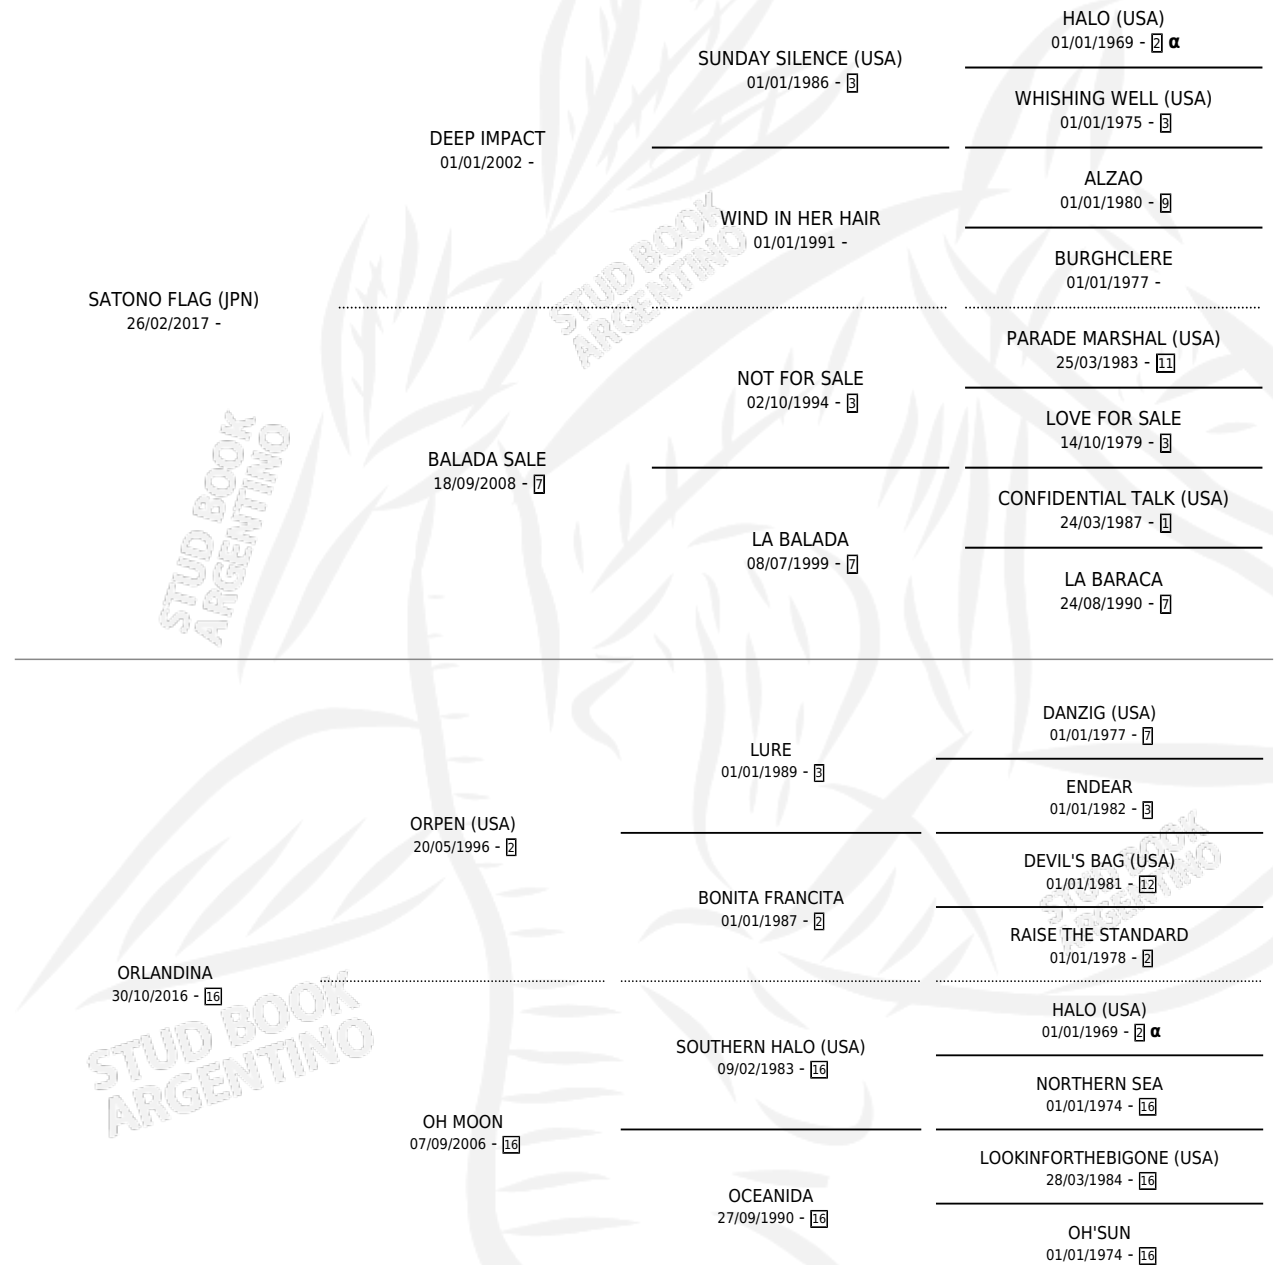 HALO (USA)
01/01/1969 - 2 α
SUNDAY SILENCE (USA)
01/01/1986 - 3
WHISHING WELL (USA)
01/01/1975 - 3
DEEP IMPACT
01/01/2002 -
ALZAO
01/01/1980 - 9
WIND IN HER HAIR
01/01/1991 -
BURGHCLERE
01/01/1977 -
STUD BOOK
ARGENTINO
SATONO FLAG (JPN)
26/02/2017 -
PARADE MARSHAL (USA)
25/03/1983 - 11
NOT FOR SALE
02/10/1994 - 3
LOVE FOR SALE
14/10/1979 - 3
BALADA SALE
18/09/2008 - 7
CONFIDENTIAL TALK (USA)
24/03/1987 - 1
LA BALADA
08/07/1999 - 7
LA BARACA
24/08/1990 - 7
STUD BOOK
ARGENTINO
DANZIG (USA)
01/01/1977 - 7
LURE
01/01/1989 - 3
ENDEAR
01/01/1982 - 3
ORPEN (USA)
20/05/1996 - 2
DEVIL'S BAG (USA)
01/01/1981 - 12
BONITA FRANCITA
01/01/1987 - 2
RAISE THE STANDARD
01/01/1978 - 2
STUD BOOK
ARGENTINO
ORLANDINA
30/10/2016 - 16
HALO (USA)
01/01/1969 - 2 α
SOUTHERN HALO (USA)
09/02/1983 - 16
NORTHERN SEA
01/01/1974 - 16
STUD BOOK
ARGENTINO
OH MOON
07/09/2006 - 16
LOOKINFORTHEBIGONE (USA)
28/03/1984 - 16
OCEANIDA
27/09/1990 - 16
OH'SUN
01/01/1974 - 16